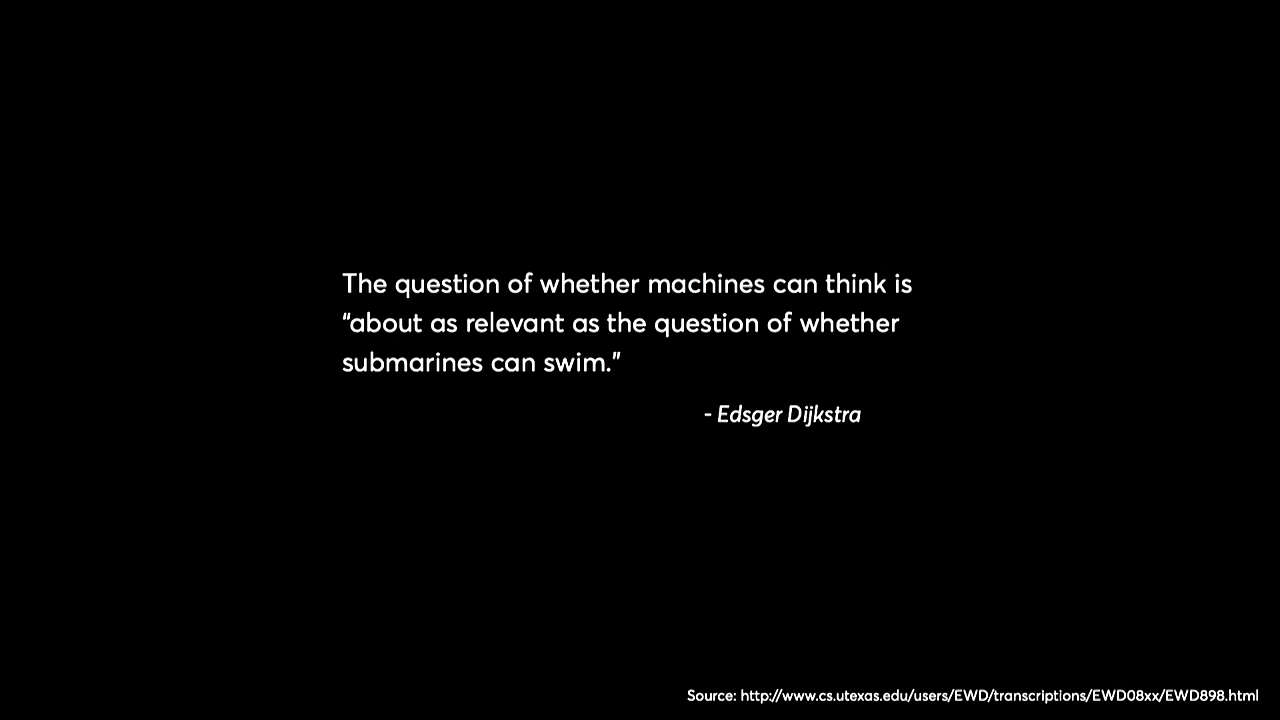 The question of whether machines can think is
“about as relevant as the question of whether
submarines can swim.”
- Edsger Dijkstra
Source: http://www.cs.utexas.edu/users/EWD/transcriptions/EWD08xx/EWD898.html